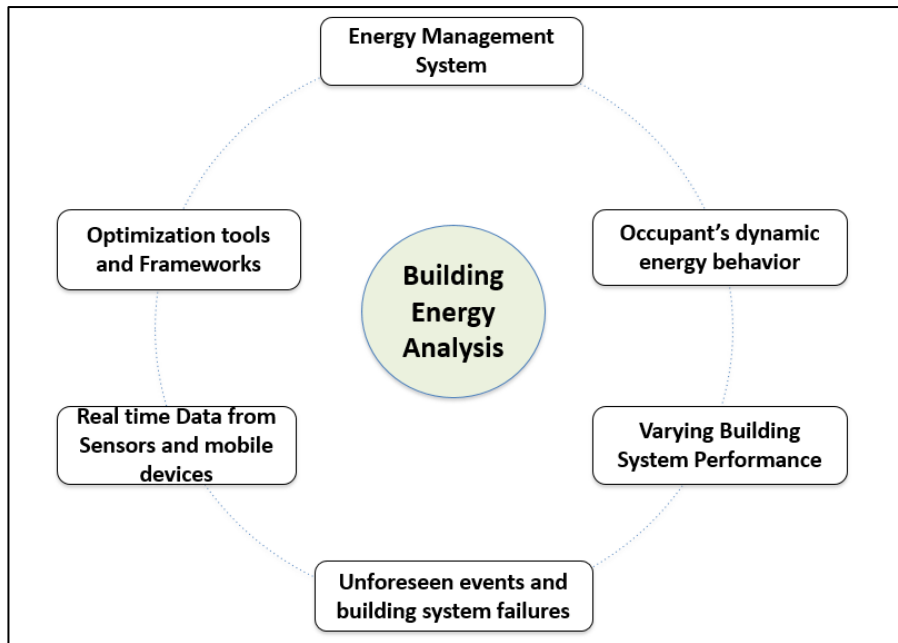 Energy Management
System
Optimization tools
and Frameworks
Occupant’s dynamic
energy behavior
Building
Energy
Analysis
Real time Data from
Sensors and mobile
devices
Varying Building
System Performance
Unforeseen events and
building system failures